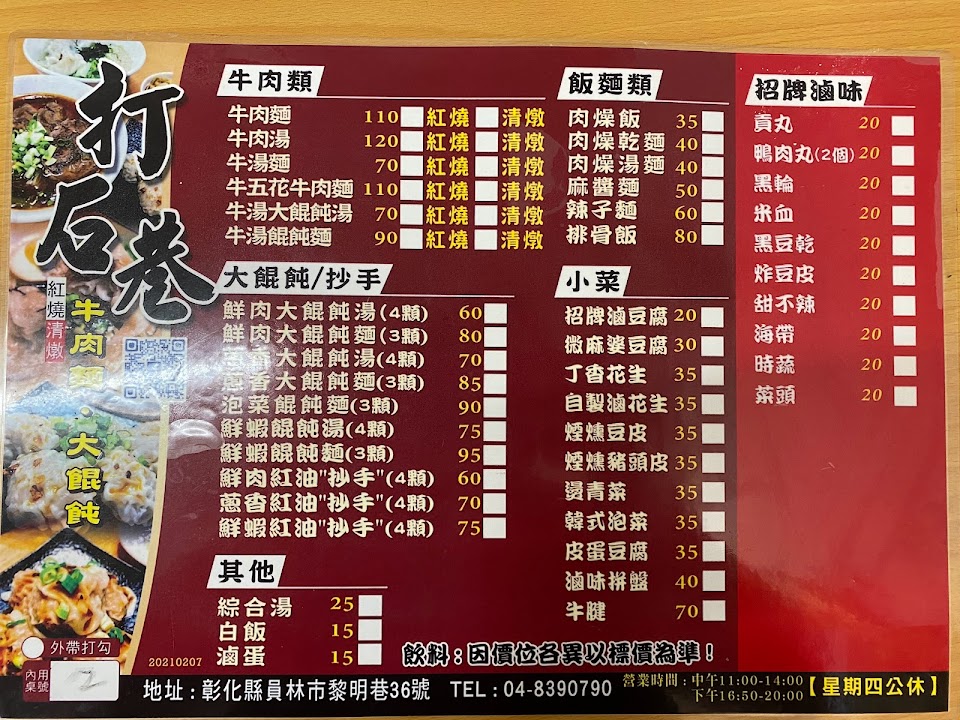 打石巷
紅燒清燉
牛肉麵·大餛飩
外帶打勾
內用桌號 2
20210207
牛肉類
牛肉麵 110 紅燒 清燉
牛肉湯 120 紅燒 清燉
牛湯麵 70 紅燒 清燉
牛五花牛肉麵 110 紅燒 清燉
牛湯大餛飩湯 70 紅燒 清燉
牛湯餛飩麵 90 紅燒 清燉
大餛飩/抄手
鮮肉大餛飩湯(4顆) 60
鮮肉大餛飩麵(3顆) 80
蔥香大餛飩湯(4顆) 70
蔥香大餛飩麵(3顆) 85
泡菜餛飩麵(3顆) 90
鮮蝦餛飩湯(4顆) 75
鮮蝦餛飩麵(3顆) 95
鮮肉紅油"抄手"(4顆) 60
蔥香紅油"抄手"(4顆) 70
鮮蝦紅油"抄手"(4顆) 75
其他
綜合湯 25
白飯 15
滷蛋 15
飯麵類
肉燥飯 35
肉燥乾麵 40
肉燥湯麵 40
麻醬麵 50
辣子麵 60
排骨飯 80
小菜
招牌滷豆腐 20
微麻婆豆腐 30
丁香花生 35
自製滷花生 35
煙燻豆皮 35
煙燻豬頭皮 35
燙青菜 35
韓式泡菜 35
皮蛋豆腐 35
滷味拼盤 40
牛腱 70
招牌滷味
貢丸 20
鴨肉丸(2個) 20
黑輪 20
米血 20
黑豆乾 20
炸豆皮 20
甜不辣 20
海帶 20
時蔬 20
菜頭 20
飲料:因價位各異以標價為準!
地址:彰化縣員林市黎明巷36號 TEL:04-8390790
營業時間:中午11:00-14:00
下午16:50-20:00
【星期四公休】